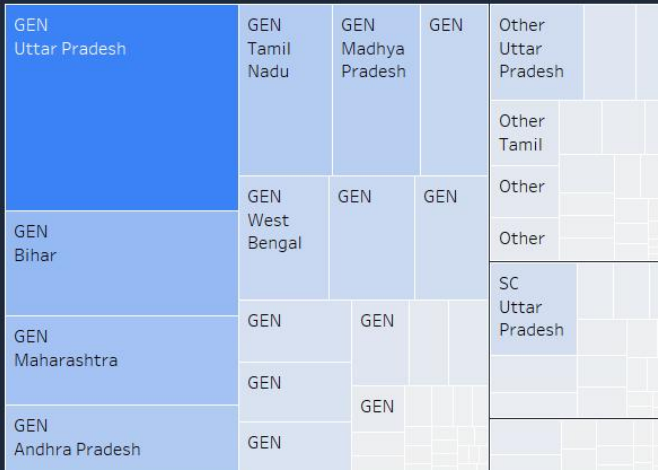 GEN
Uttar Pradesh
GEN
Bihar
GEN
Maharashtra
GEN
Andhra Pradesh
GEN
Tamil
Nadu
GEN
Madhya
Pradesh
GEN
GEN
West
Bengal
GEN
GEN
GEN
GEN
GEN
GEN
GEN
Other
Uttar
Pradesh
Other
Tamil
Other
Other
SC
Uttar
Pradesh